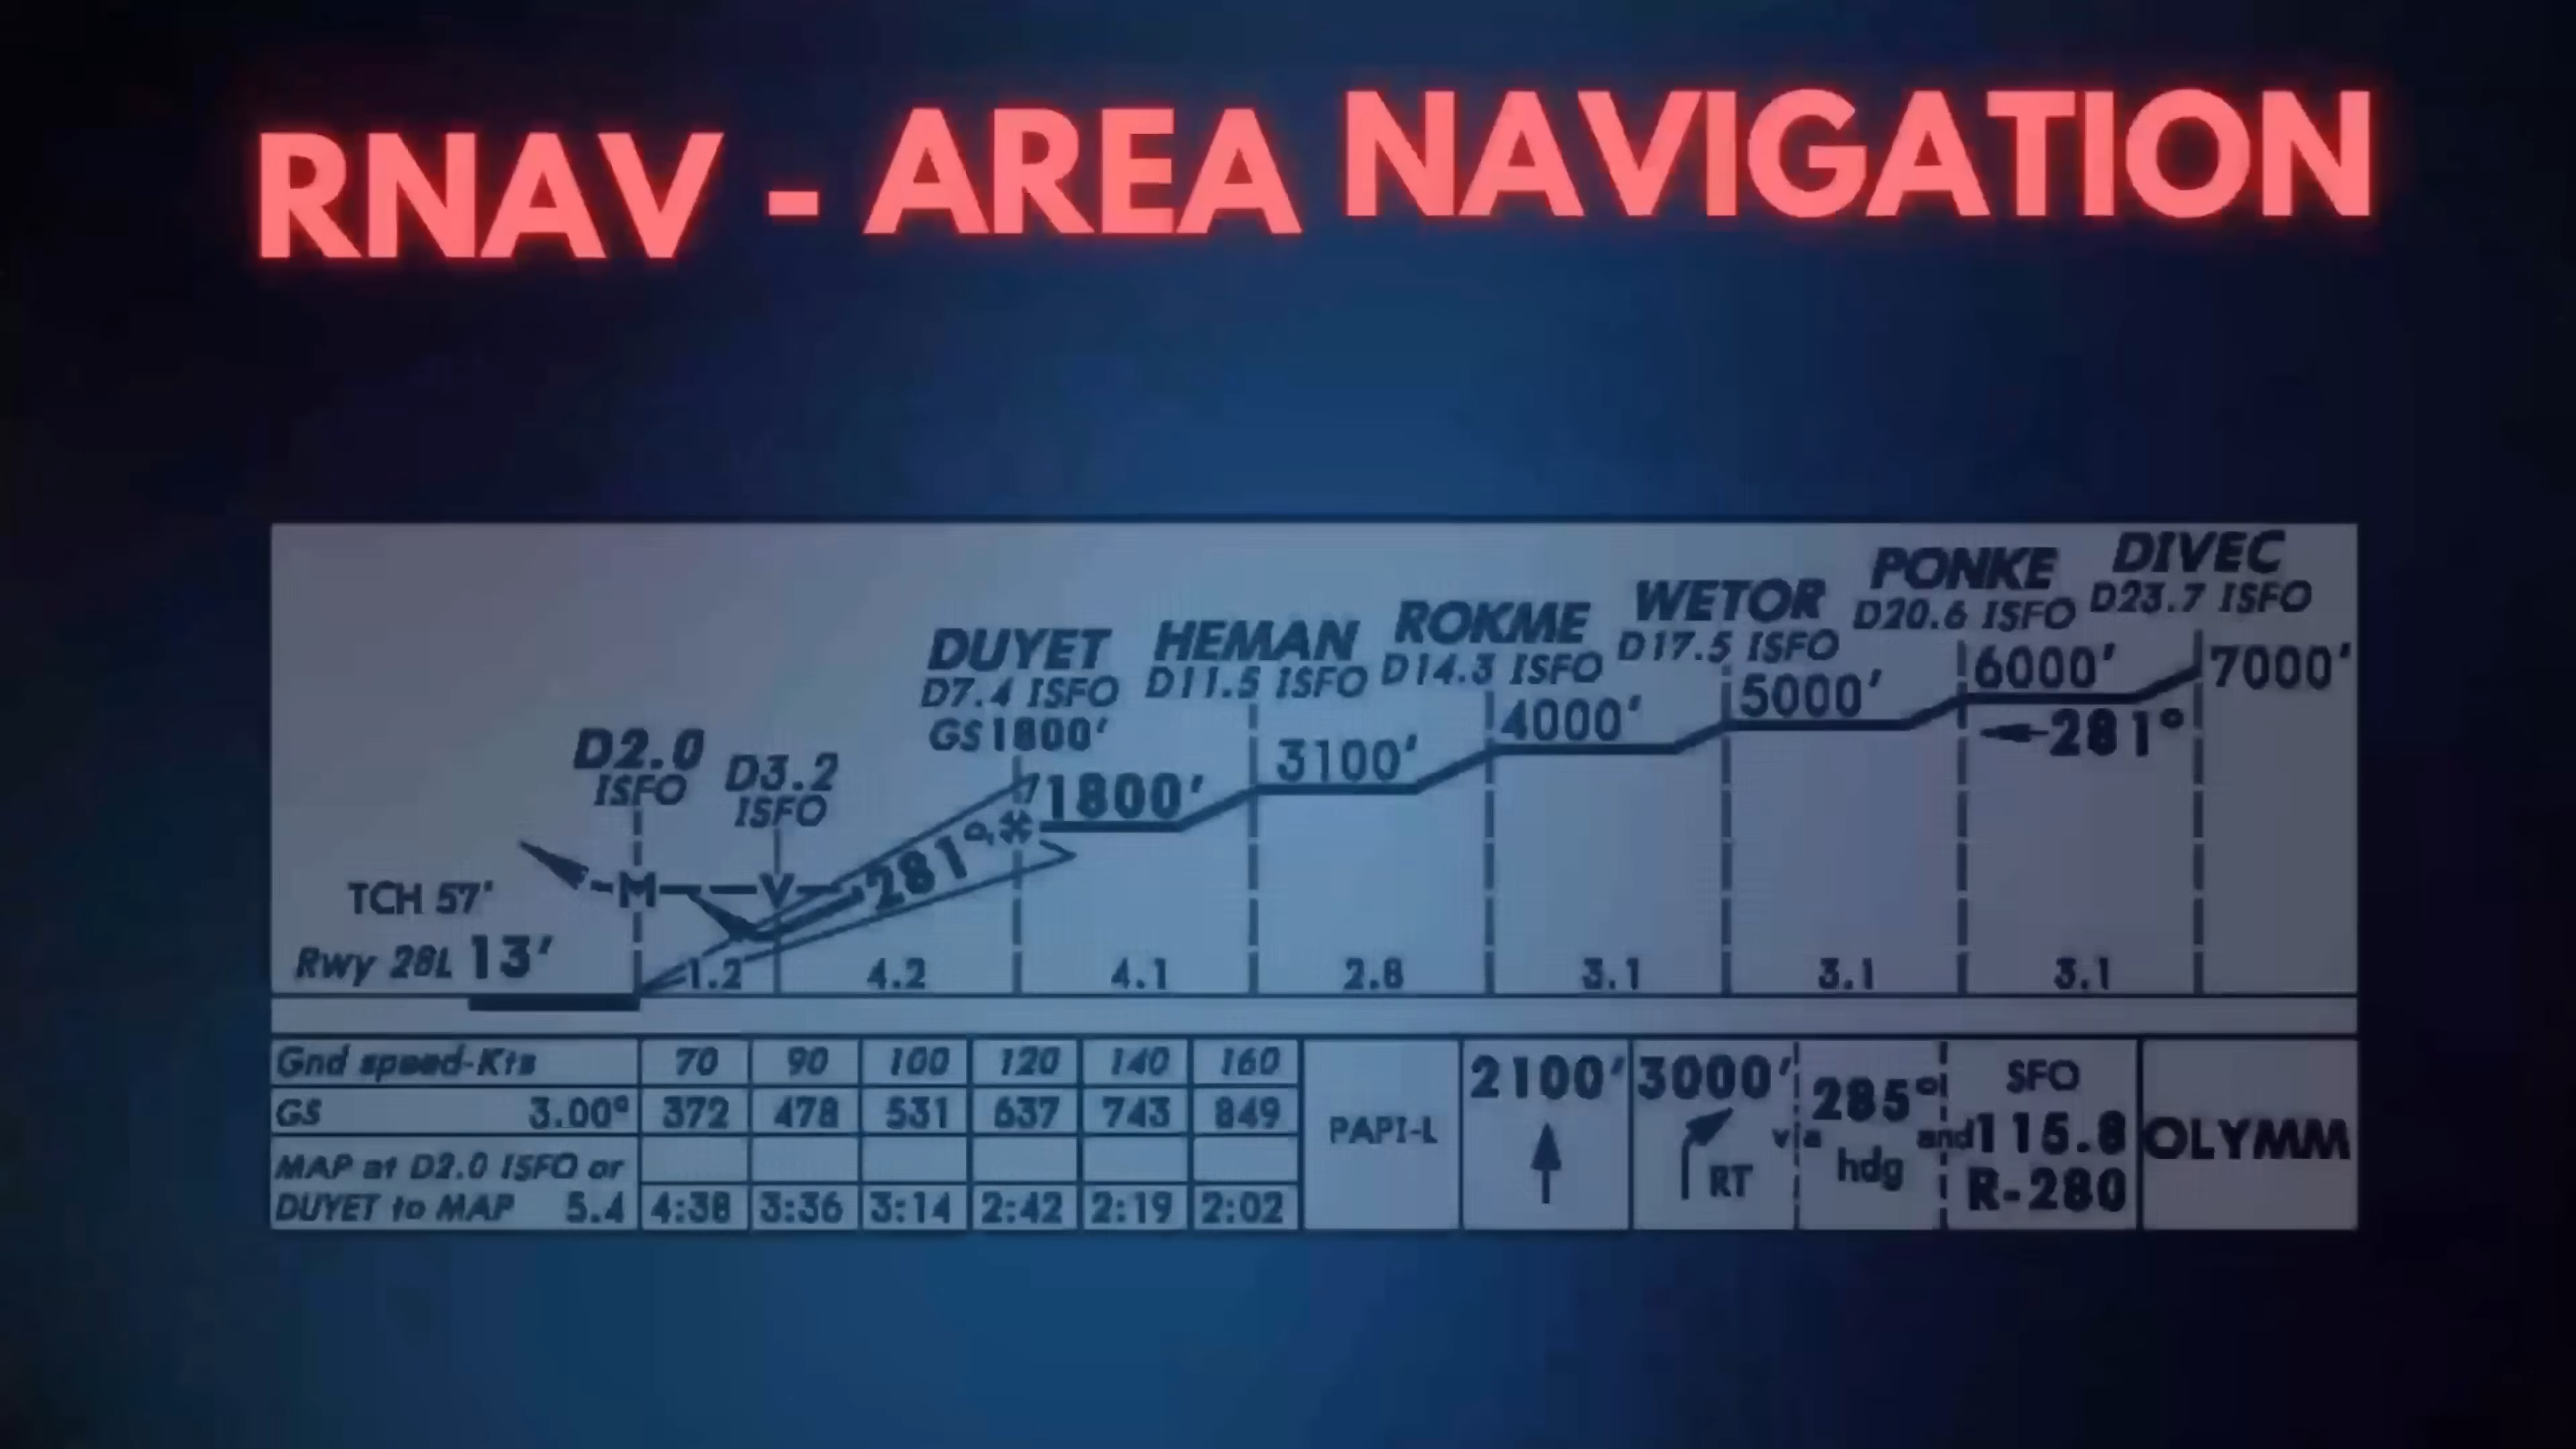 RNAV - AREA NAVIGATION
DIVEC
D23.7 ISFO
7000'
PONKE
D20.6 ISFO
6000'
281°
WETOR
D17.5 ISFO
5000'
ROKME
D14.3 ISFO
4000'
HEMAN
D11.5 ISFO
3100'
DUYET
D7.4 ISFO
GS 1800'
1800'
281°
D2.0
ISFO
D3.2
ISFO
M V
TCH 57'
Rwy 28L 13'
1.2 4.2 4.1 2.8 3.1 3.1 3.1
Gnd speed-Kts 70 90 100 120 140 160
GS 3.00° 372 478 531 637 743 849
MAP at D2.0 ISFO or
DUYET to MAP 5.4 4:38 3:36 3:14 2:42 2:19 2:02
PAPI-L
2100'
3000'
RT
via
285°
hdg
and
SFO
115.8
R-280
OLYMM